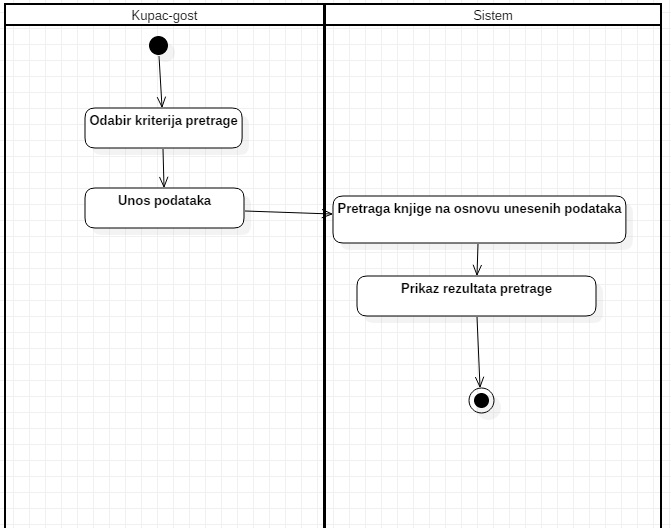 Kupac-gost
Sistem
Odabir kriterija pretrage
Unos podataka
Pretraga knjige na osnovu unesenih podataka
Prikaz rezultata pretrage